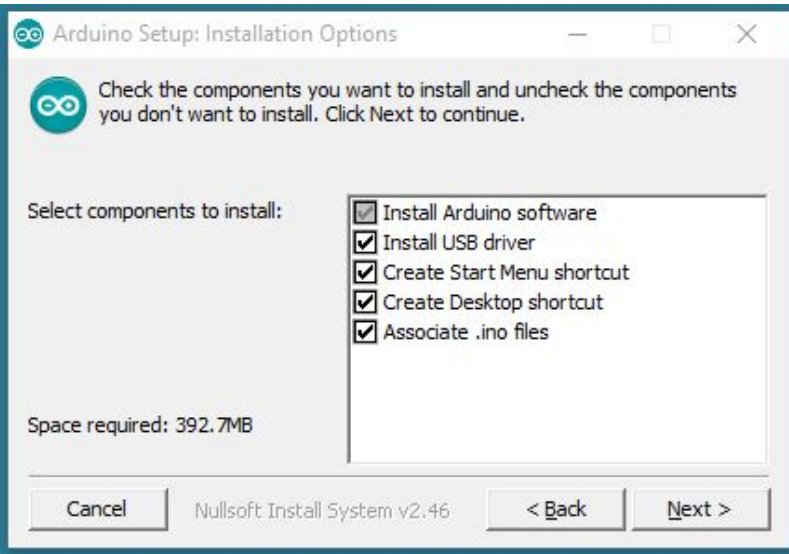 Arduino Setup: Installation Options
Check the components you want to install and uncheck the components
you don't want to install. Click Next to continue.
Select components to install:
Install Arduino software
Install USB driver
Create Start Menu shortcut
Create Desktop shortcut
Associate .ino files
Space required: 392.7MB
Cancel
Nullsoft Install System v2.46
< Back
Next >